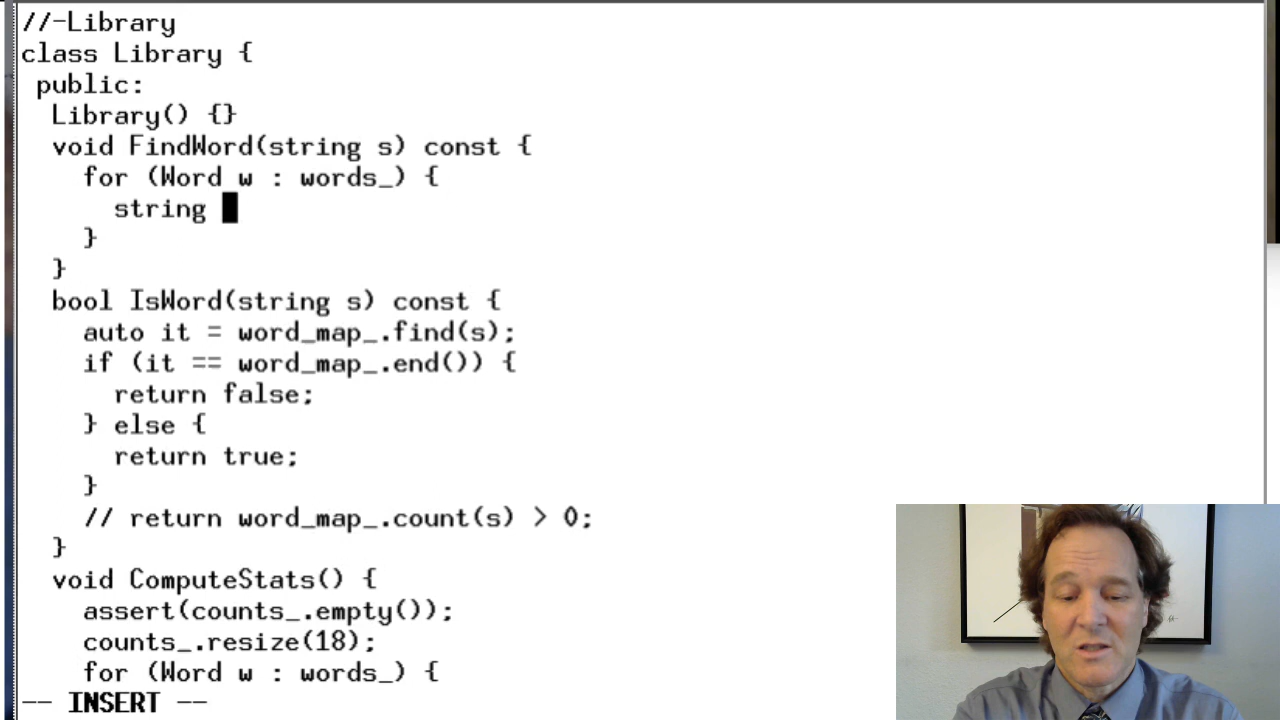 //-Library
class Library {
 public:
  Library() {}
  void FindWord(string s) const {
    for (Word w : words_) {
      string
    }
  }
  bool IsWord(string s) const {
    auto it = word_map_.find(s);
    if (it == word_map_.end()) {
      return false;
    } else {
      return true;
    }
    // return word_map_.count(s) > 0;
  }
  void ComputeStats() {
    assert(counts_.empty());
    counts_.resize(18);
    for (Word w : words_) {
-- INSERT --